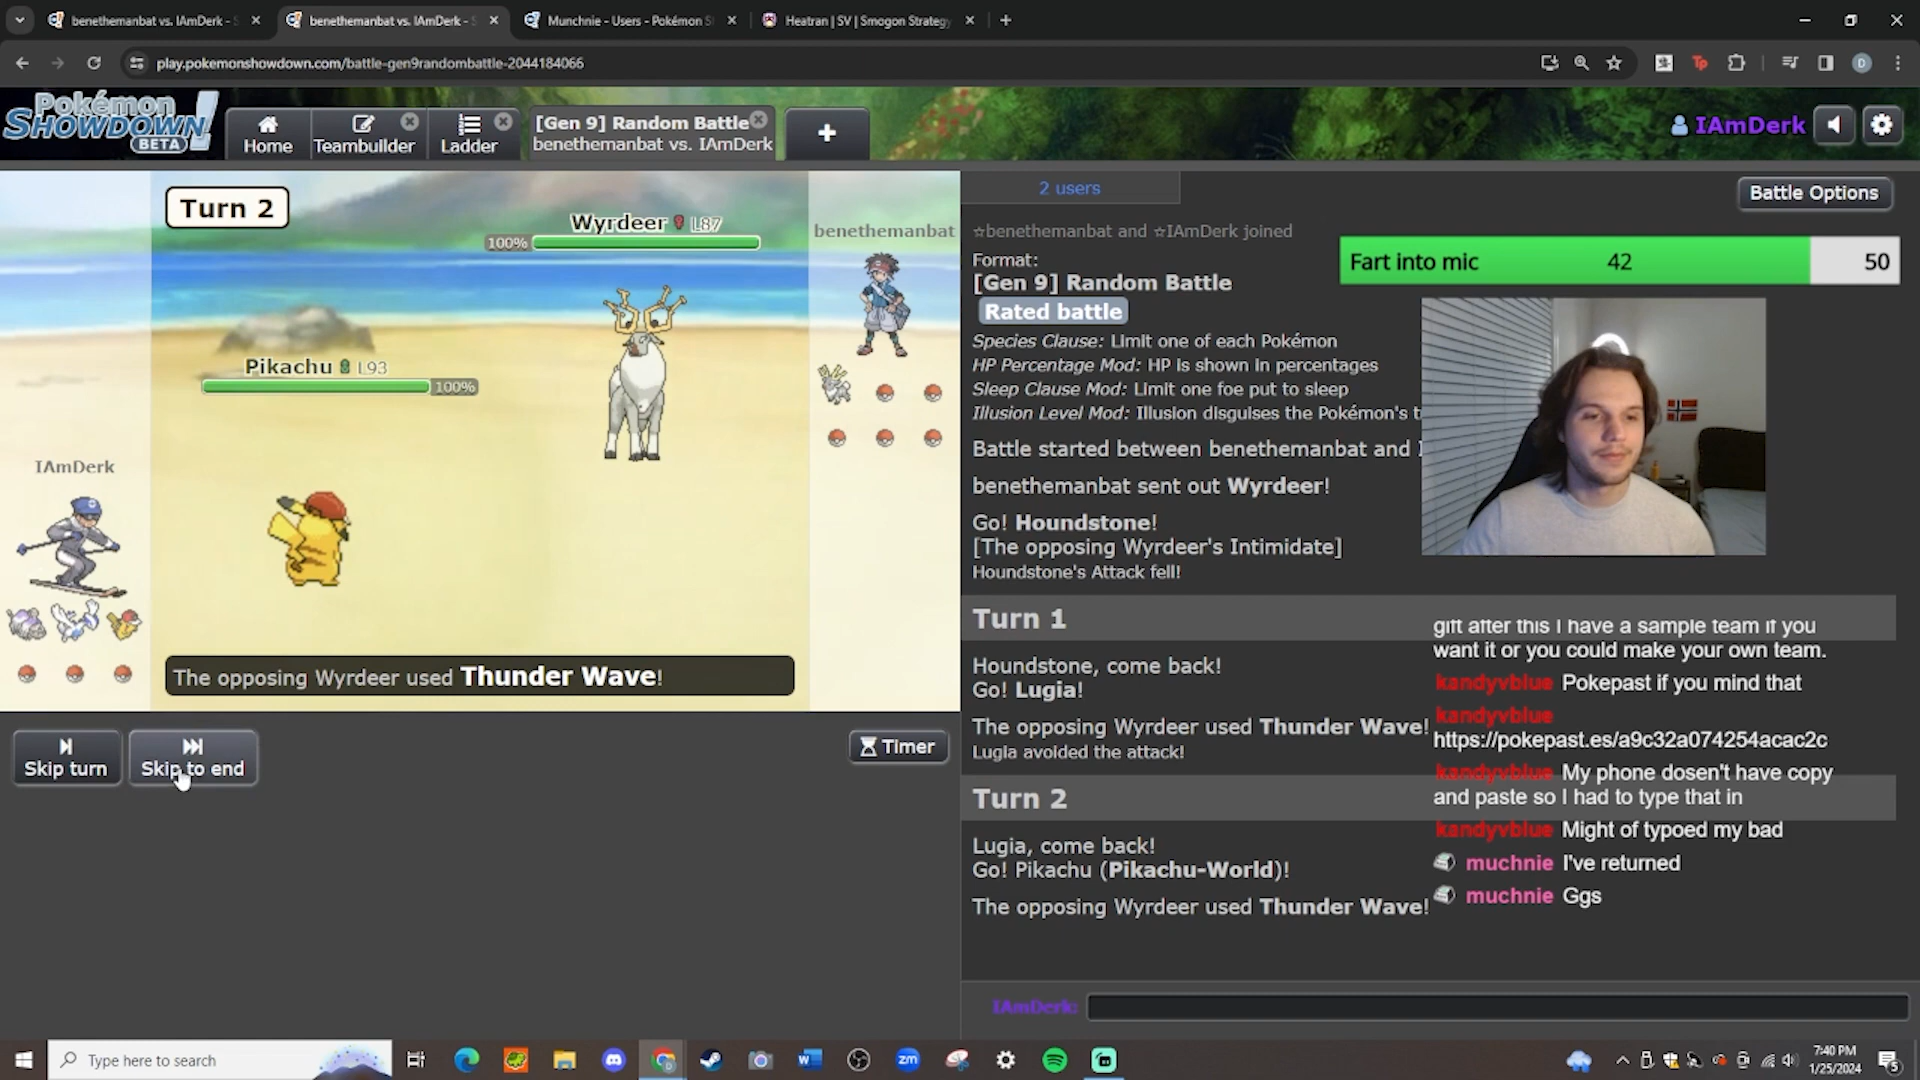 benethemanbat vs. IAmDerk - S
benethemanbat vs. IAmDerk - S
Munchnie - Users - Pokémon S
Heatran | SV | Smogon Strategy
play.pokemonshowdown.com/battle-gen9randombattle-2044184066
Pokémon
SHOWDOWN!
BETA
Home
Teambuilder
Ladder
[Gen 9] Random Battle
benethemanbat vs. IAmDerk
IAmDerk
Turn 2
Wyrdeer L87
100%
benethemanbat
Pikachu L93
100%
IAmDerk
The opposing Wyrdeer used Thunder Wave!
Skip turn
Skip to end
Timer
2 users
Battle Options
☆benethemanbat and ☆IAmDerk joined
Format:
[Gen 9] Random Battle
Rated battle
Species Clause: Limit one of each Pokémon
HP Percentage Mod: HP is shown in percentages
Sleep Clause Mod: Limit one foe put to sleep
Illusion Level Mod: Illusion disguises the Pokémon's t
Battle started between benethemanbat and I
benethemanbat sent out Wyrdeer!
Go! Houndstone!
[The opposing Wyrdeer's Intimidate]
Houndstone's Attack fell!
Turn 1
Houndstone, come back!
Go! Lugia!
The opposing Wyrdeer used Thunder Wave!
Lugia avoided the attack!
Turn 2
Lugia, come back!
Go! Pikachu (Pikachu-World)!
The opposing Wyrdeer used Thunder Wave!
IAmDerk:
Fart into mic 42 50
gift after this I have a sample team if you
want it or you could make your own team.
kandyvblue Pokepast if you mind that
kandyvblue
https://pokepast.es/a9c32a074254acac2c
kandyvblue My phone dosen't have copy
and paste so I had to type that in
kandyvblue Might of typoed my bad
muchnie I've returned
muchnie Ggs
Type here to search
7:40 PM
1/25/2024